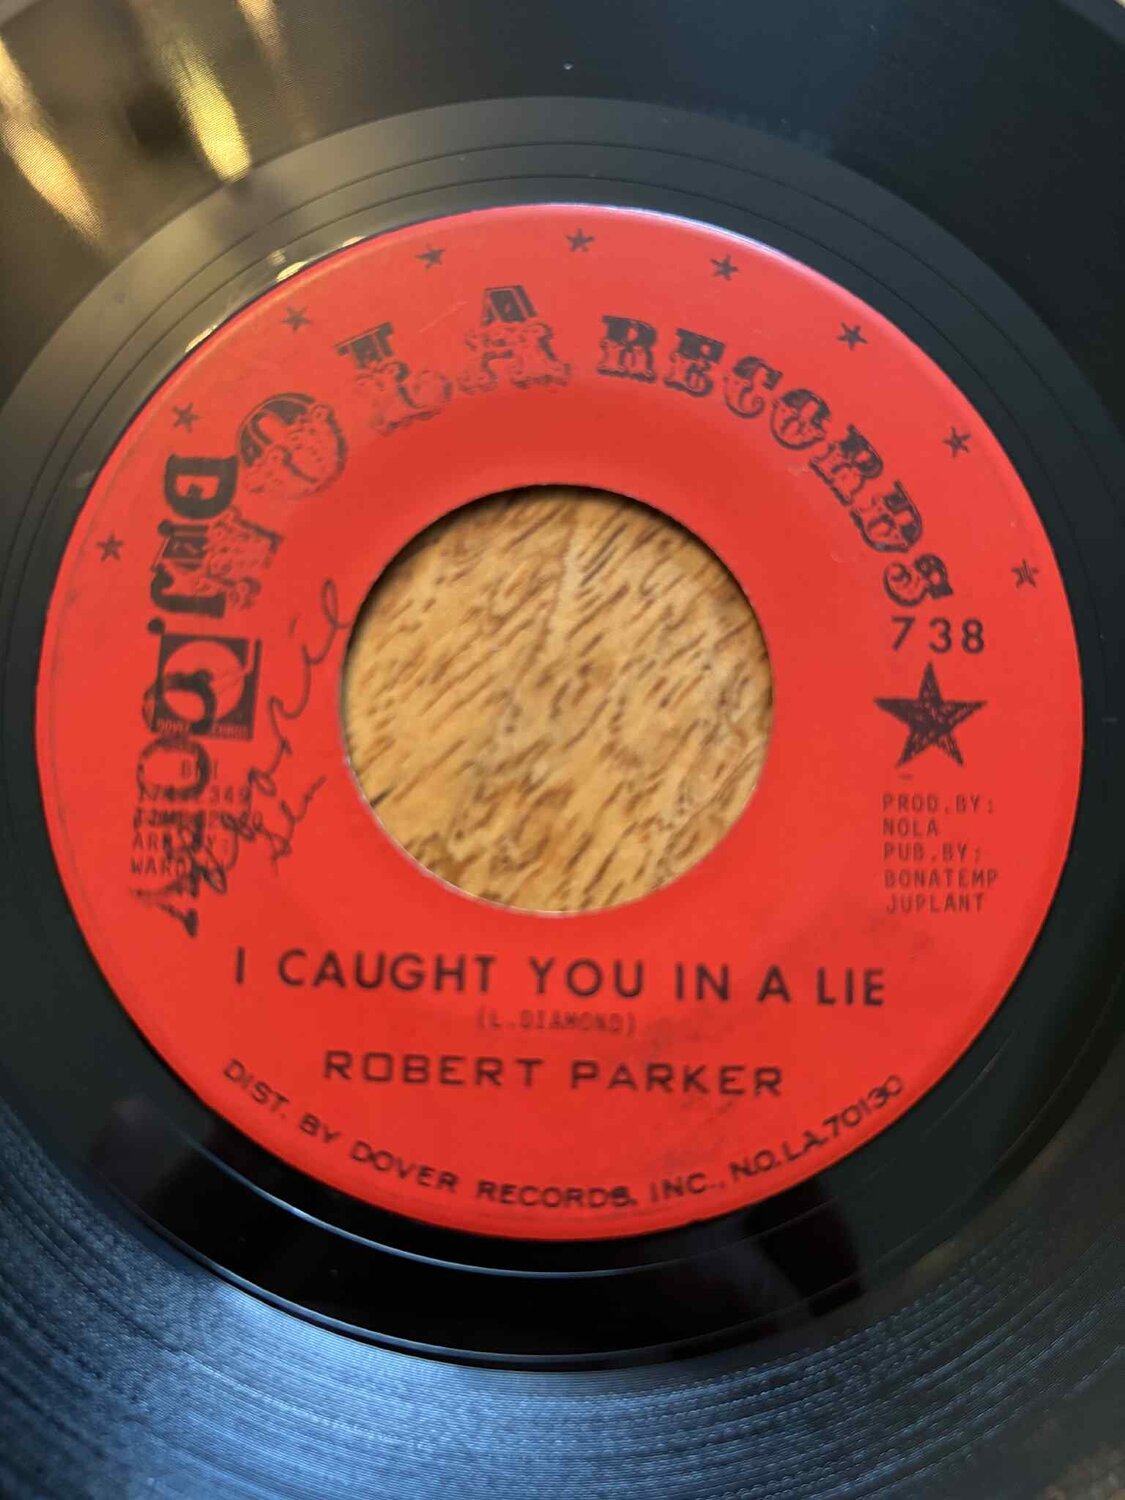 NOLA RECORDS
738
PROD.BY:
NOLA
PUB.BY:
BONATEMP
JUPLANT
I CAUGHT YOU IN A LIE
(L.DIAMOND)
ROBERT PARKER
DIST. BY DOVER RECORDS, INC., N.O. LA. 70130